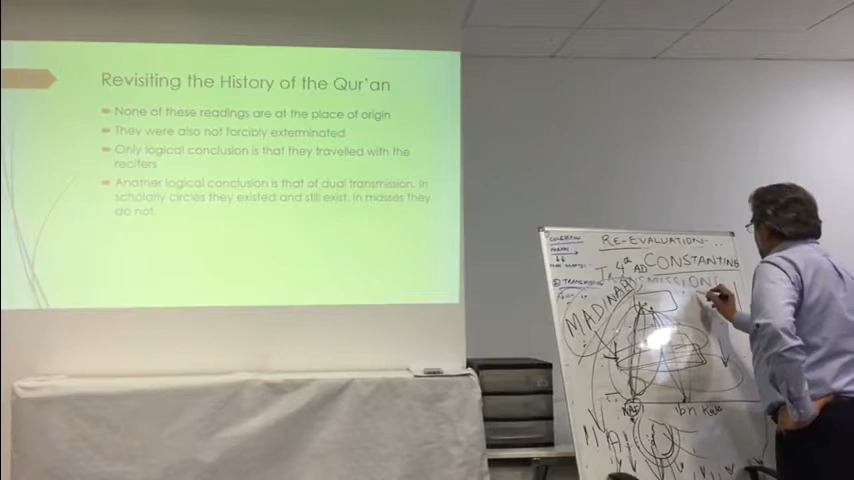 Revisiting the History of the Qur'an
None of these readings are at the place of origin
They were also not forcibly exterminated
Only logical conclusion is that they travelled with the
reciters
Another logical conclusion is that of dual transmission. In
scholarly circles they existed and still exist. In masses they
do not.
RE-EVALUATION
4th AD CONSTANTINE
TRANSMISSION
MADINAH